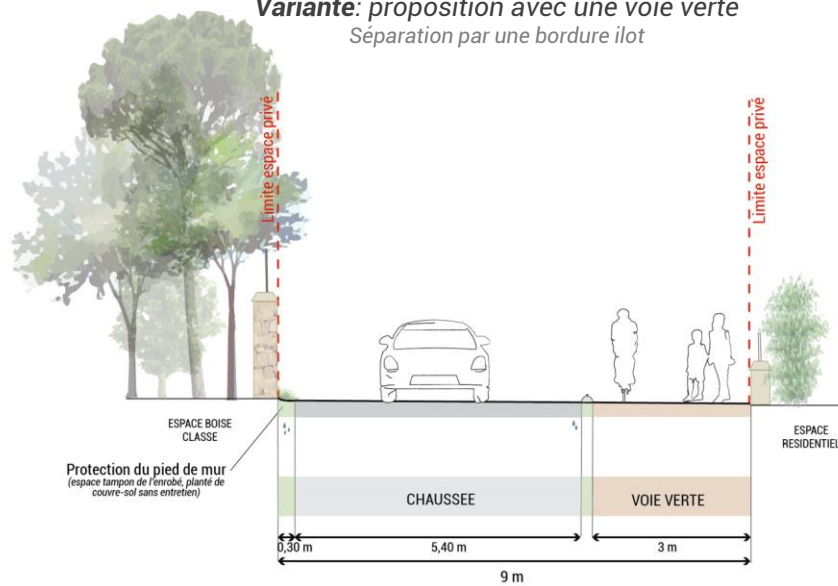 Variante: proposition avec une voie verte
Séparation par une bordure ilot
Limite espace privé
Limite espace privé
ESPACE BOISE
CLASSE
ESPACE
RESIDENTIEL
Protection du pied de mur
(espace tampon de l'enrobé, planté de
couvre-sol sans entretien)
CHAUSSEE
VOIE VERTE
0,30 m
5,40 m
3 m
9 m